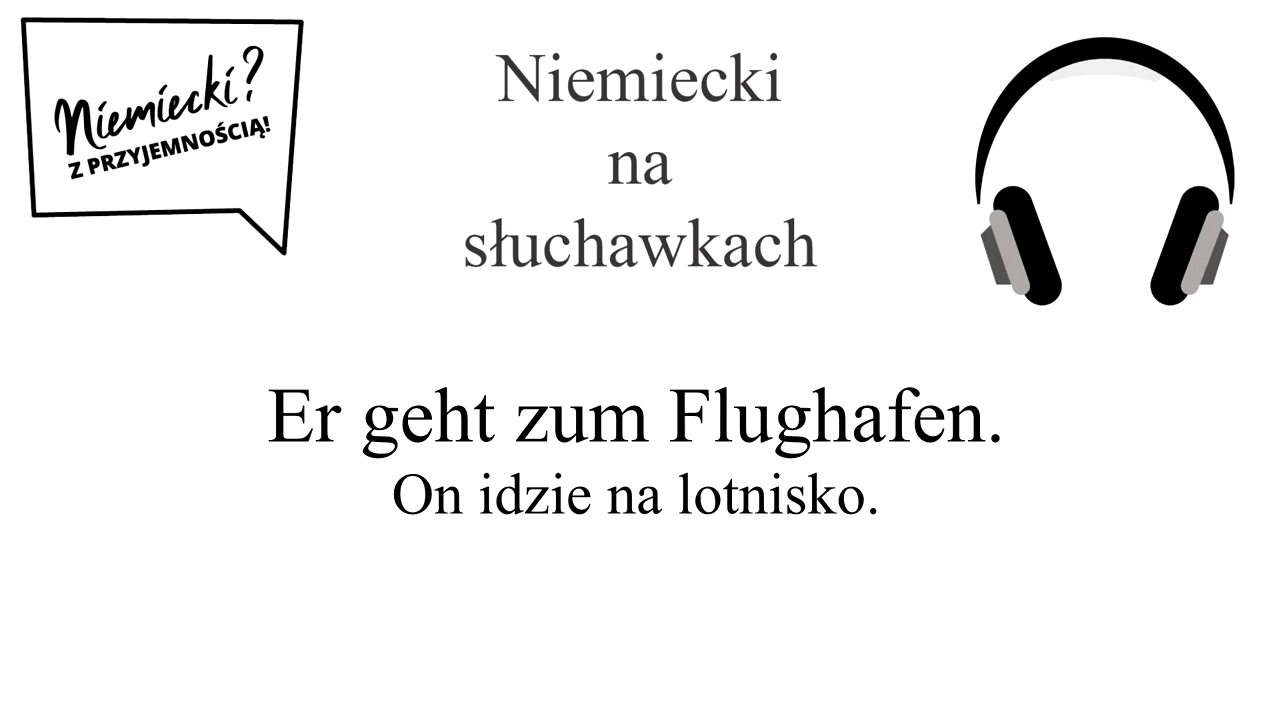 Niemiecki?
Z PRZYJEMNOŚCIĄ!
Niemiecki
na
słuchawkach
Er geht zum Flughafen.
On idzie na lotnisko.